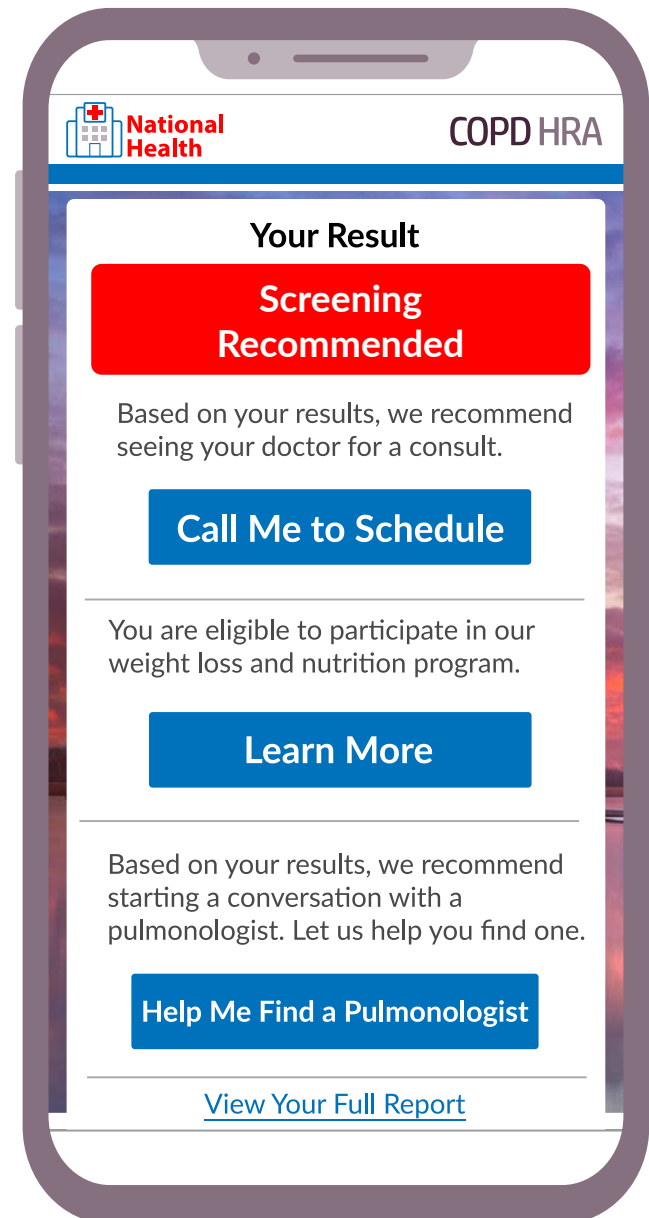 National
Health
COPD HRA
Your Result
Screening
Recommended
Based on your results, we recommend
seeing your doctor for a consult.
Call Me to Schedule
You are eligible to participate in our
weight loss and nutrition program.
Learn More
Based on your results, we recommend
starting a conversation with a
pulmonologist. Let us help you find one.
Help Me Find a Pulmonologist
View Your Full Report